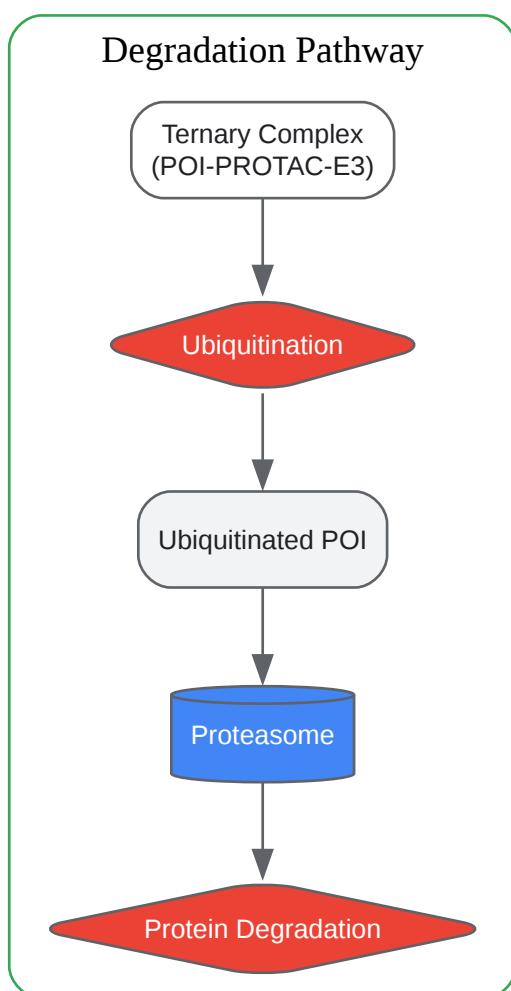 Degradation Pathway
Ternary Complex
(POI-PROTAC-E3)
Ubiquitination
Ubiquitinated POI
Proteasome
Protein Degradation